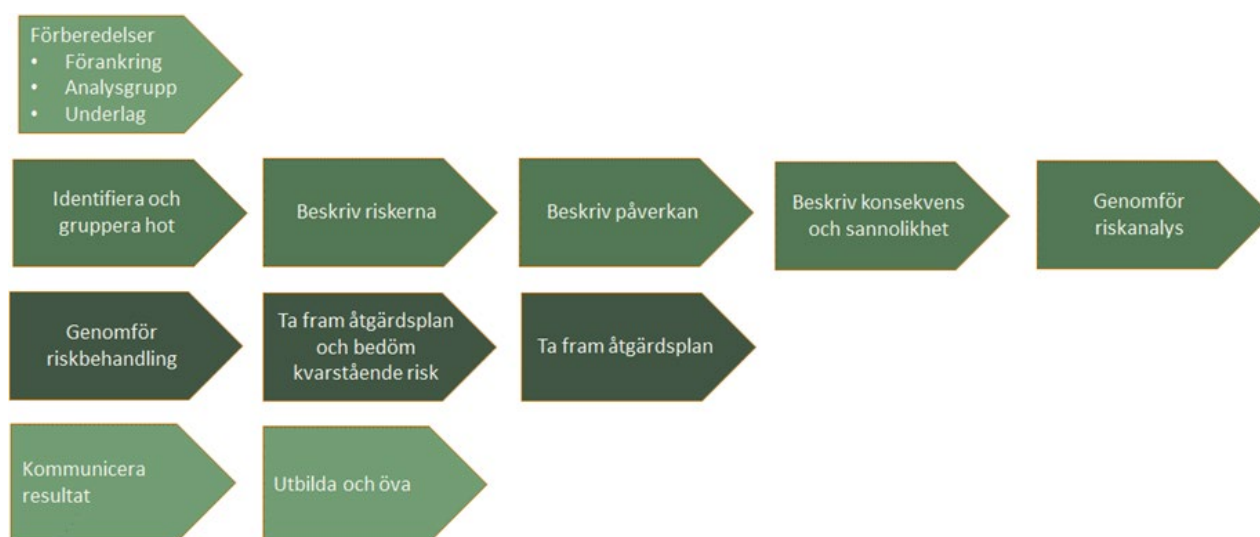 Förberedelser
• Förankring
• Analysgrupp
• Underlag
Identifiera och
gruppera hot
Beskriv riskerna
Beskriv påverkan
Beskriv konsekvens
och sannolikhet
Genomför
riskanalys
Genomför
riskbehandling
Ta fram åtgärdsplan
och bedöm
kvarstående risk
Ta fram åtgärdsplan
Kommunicera
resultat
Utbilda och öva